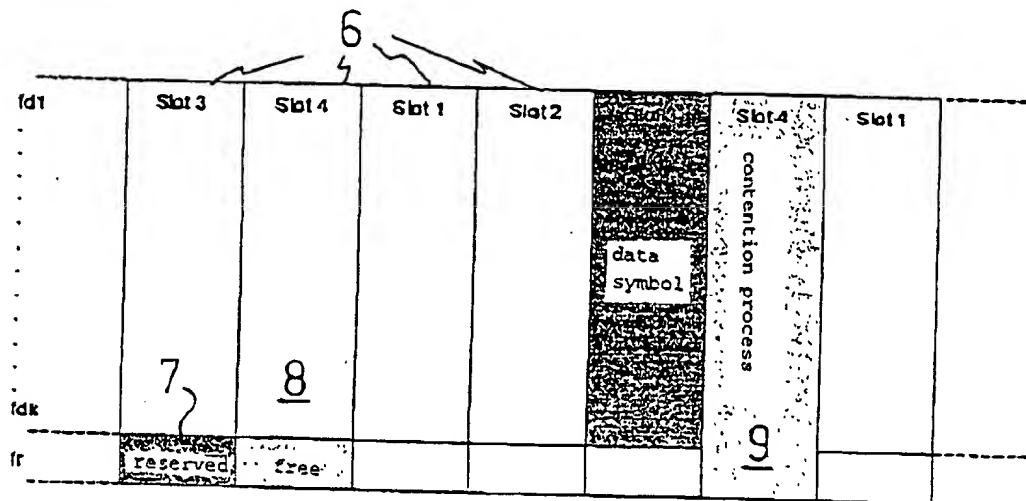 6
fd1 Slot 3 Slot 4 Slot 1 Slot 2 Slot 4 Slot 1
contention process
data
symbol
7 8
fdk
9
fr reserved free